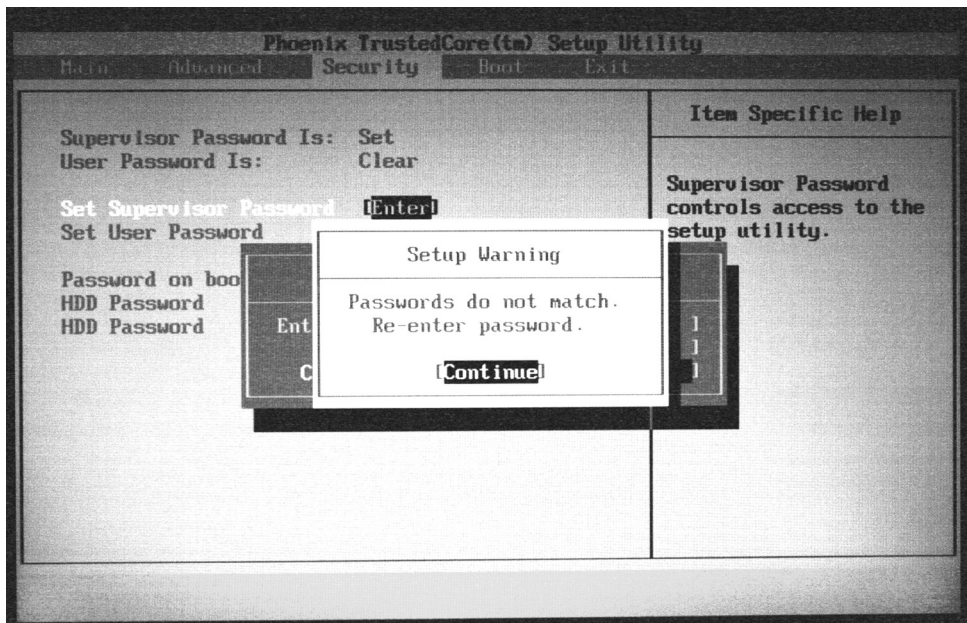 Phoenix TrustedCore(tm) Setup Utility
Main Advanced Security Boot Exit
Item Specific Help
Supervisor Password Is: Set
User Password Is: Clear
Set Supervisor Password [Enter]
Set User Password
Password on boo
HDD Password
HDD Password
Ent ]
]
C ]
Setup Warning
Passwords do not match.
Re-enter password.
[Continue]
Supervisor Password
controls access to the
setup utility.